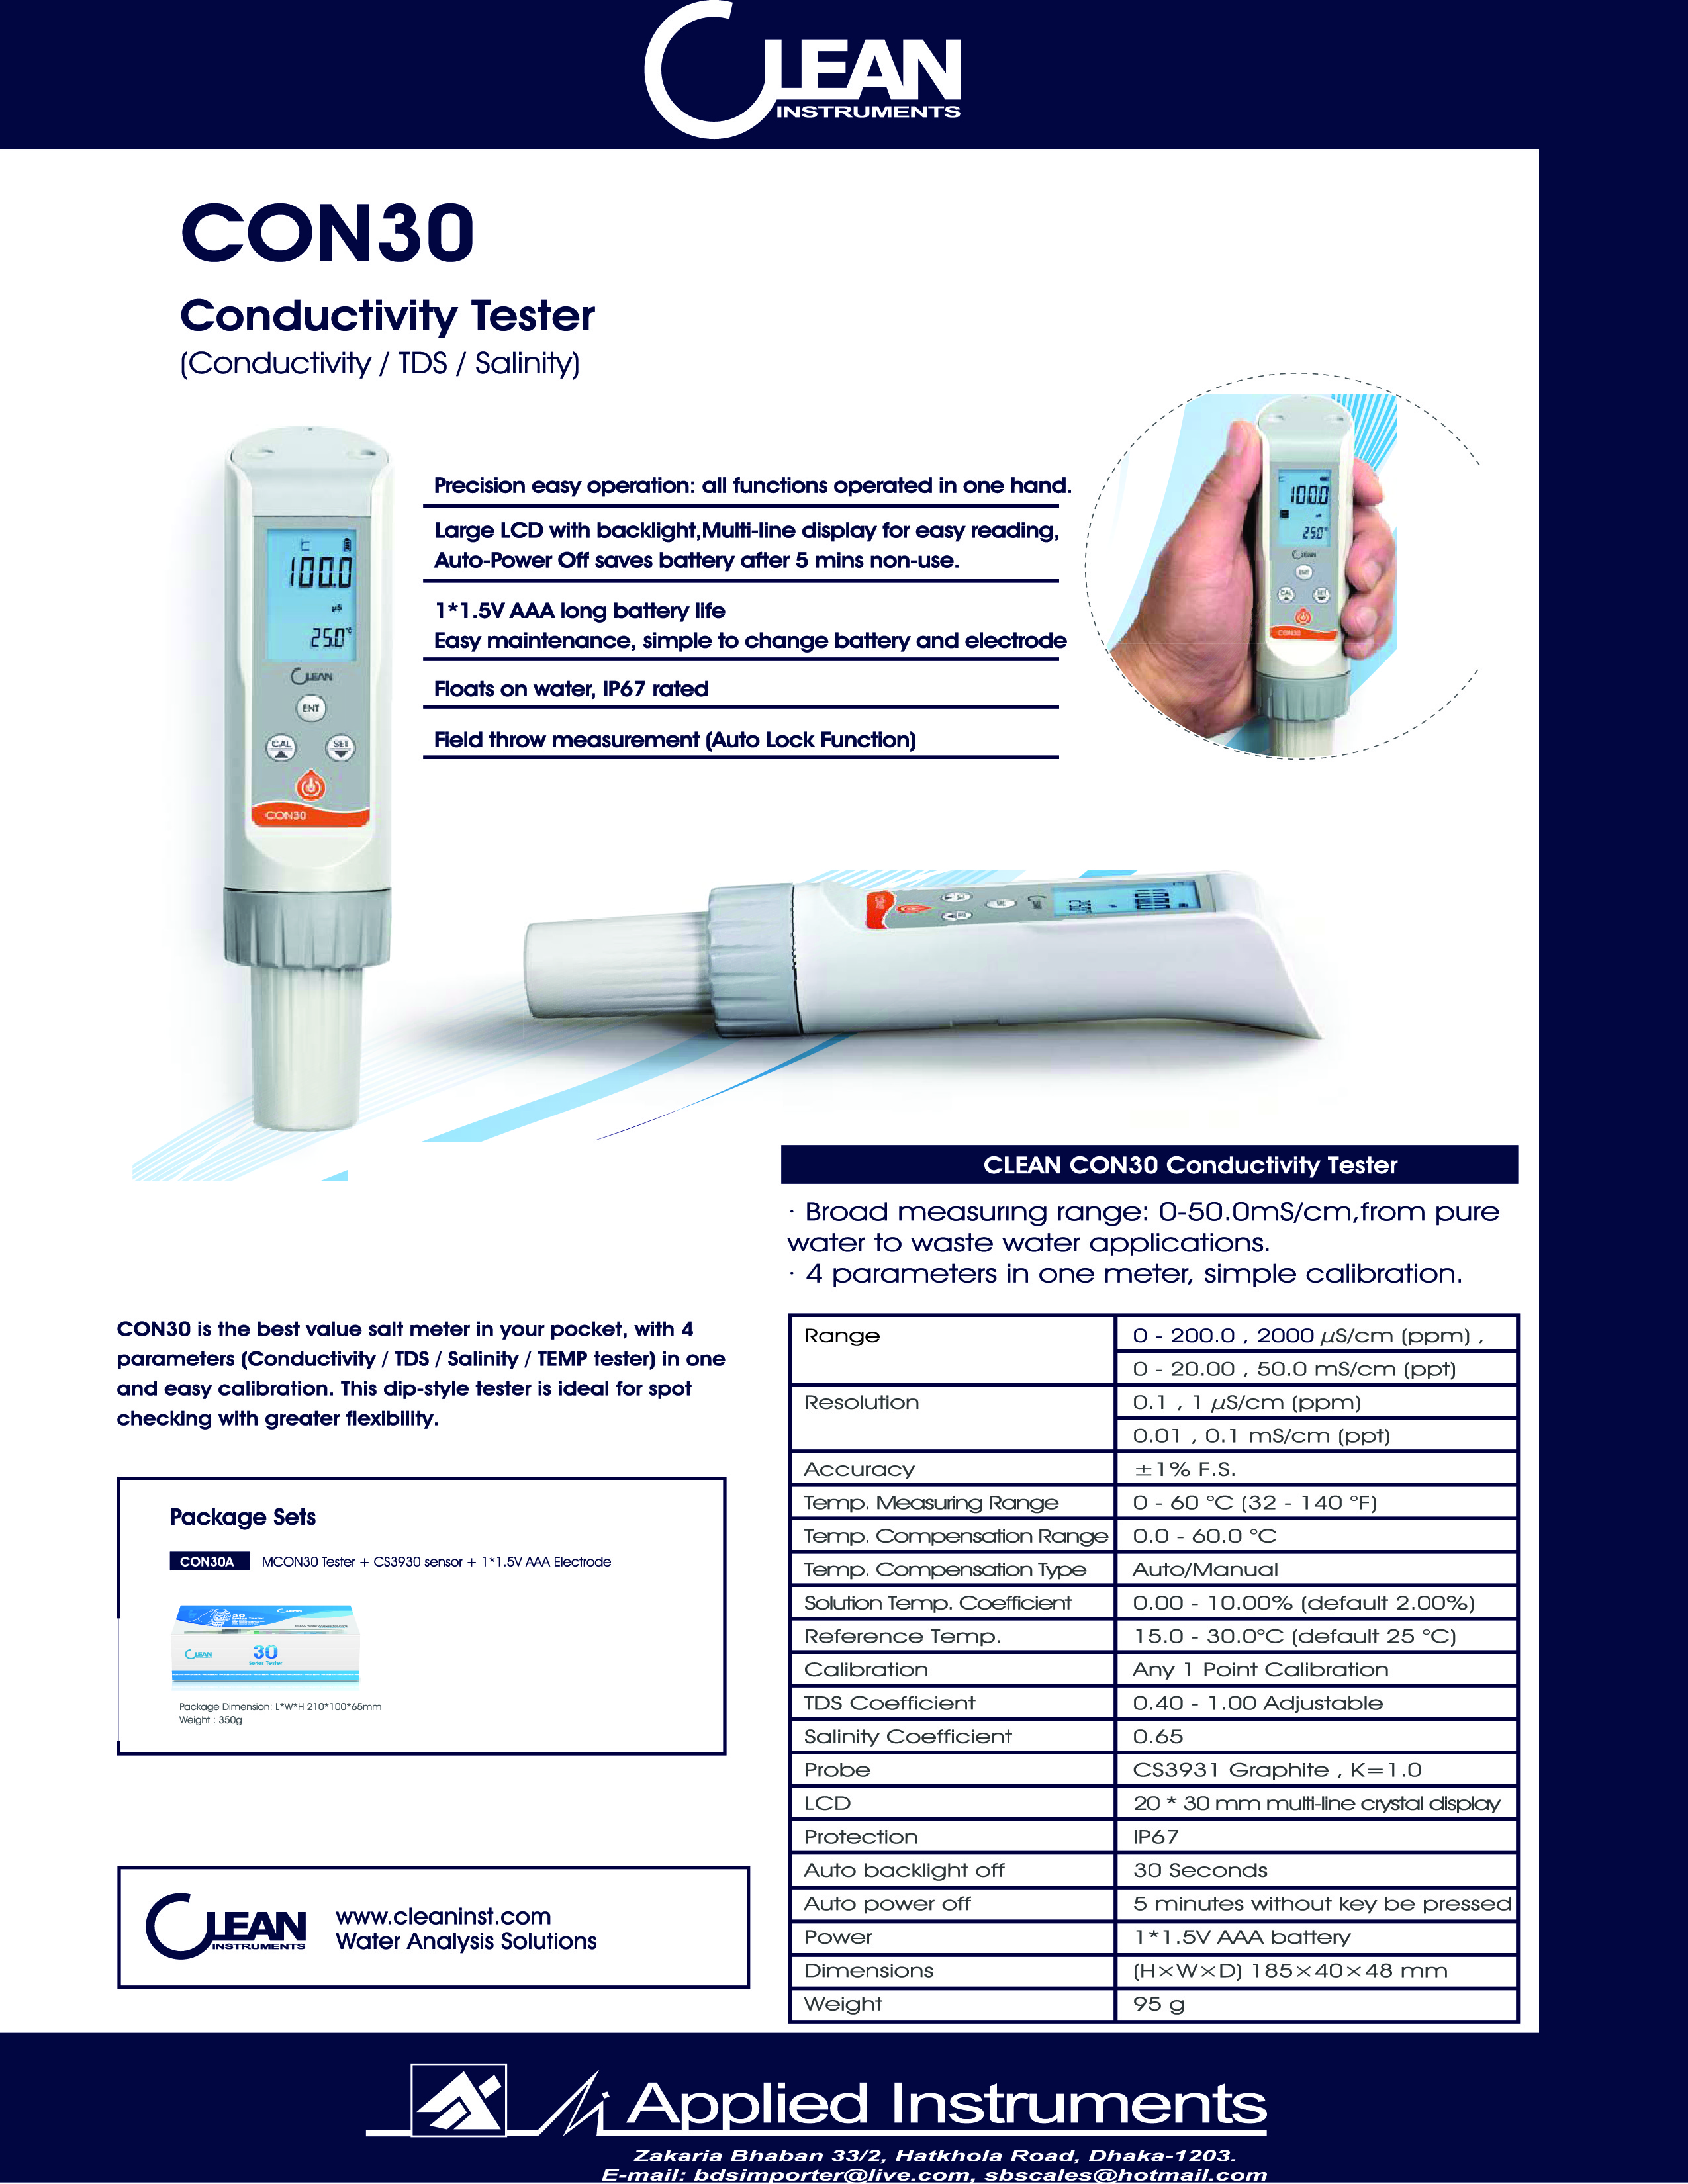 CLEAN
INSTRUMENTS
CON30
Conductivity Tester
(Conductivity / TDS / Salinity)
Precision easy operation: all functions operated in one hand.
Large LCD with backlight,Multi-line display for easy reading,
Auto-Power Off saves battery after 5 mins non-use.
1*1.5V AAA long battery life
Easy maintenance, simple to change battery and electrode
Floats on water, IP67 rated
Field throw measurement (Auto Lock Function)
100.0
µS
25.0 °C
CLEAN
ENT
CAL
SET
CON30
100.0
25.0°
CLEAN
ENT
CAL
SET
CON30
CLEAN CON30 Conductivity Tester
· Broad measuring range: 0-50.0mS/cm,from pure
water to waste water applications.
· 4 parameters in one meter, simple calibration.
CON30 is the best value salt meter in your pocket, with 4
parameters (Conductivity / TDS / Salinity / TEMP tester) in one
and easy calibration. This dip-style tester is ideal for spot
checking with greater flexibility.
Package Sets
CON30A MCON30 Tester + CS3930 sensor + 1*1.5V AAA Electrode
CLEAN
30
Series Tester
CLEAN
30
Series Tester
Package Dimension: L*W*H 210*100*65mm
Weight : 350g
CLEAN
INSTRUMENTS
www.cleaninst.com
Water Analysis Solutions
Range 0 - 200.0 , 2000 µS/cm (ppm) ,
0 - 20.00 , 50.0 mS/cm (ppt)
Resolution 0.1 , 1 µS/cm (ppm)
0.01 , 0.1 mS/cm (ppt)
Accuracy ±1% F.S.
Temp. Measuring Range 0 - 60 °C (32 - 140 °F)
Temp. Compensation Range 0.0 - 60.0 °C
Temp. Compensation Type Auto/Manual
Solution Temp. Coefficient 0.00 - 10.00% (default 2.00%)
Reference Temp. 15.0 - 30.0°C (default 25 °C)
Calibration Any 1 Point Calibration
TDS Coefficient 0.40 - 1.00 Adjustable
Salinity Coefficient 0.65
Probe CS3931 Graphite , K=1.0
LCD 20 * 30 mm multi-line crystal display
Protection IP67
Auto backlight off 30 Seconds
Auto power off 5 minutes without key be pressed
Power 1*1.5V AAA battery
Dimensions (H×W×D) 185×40×48 mm
Weight 95 g
Applied Instruments
Zakaria Bhaban 33/2, Hatkhola Road, Dhaka-1203.
E-mail: bdsimporter@live.com, sbscales@hotmail.com